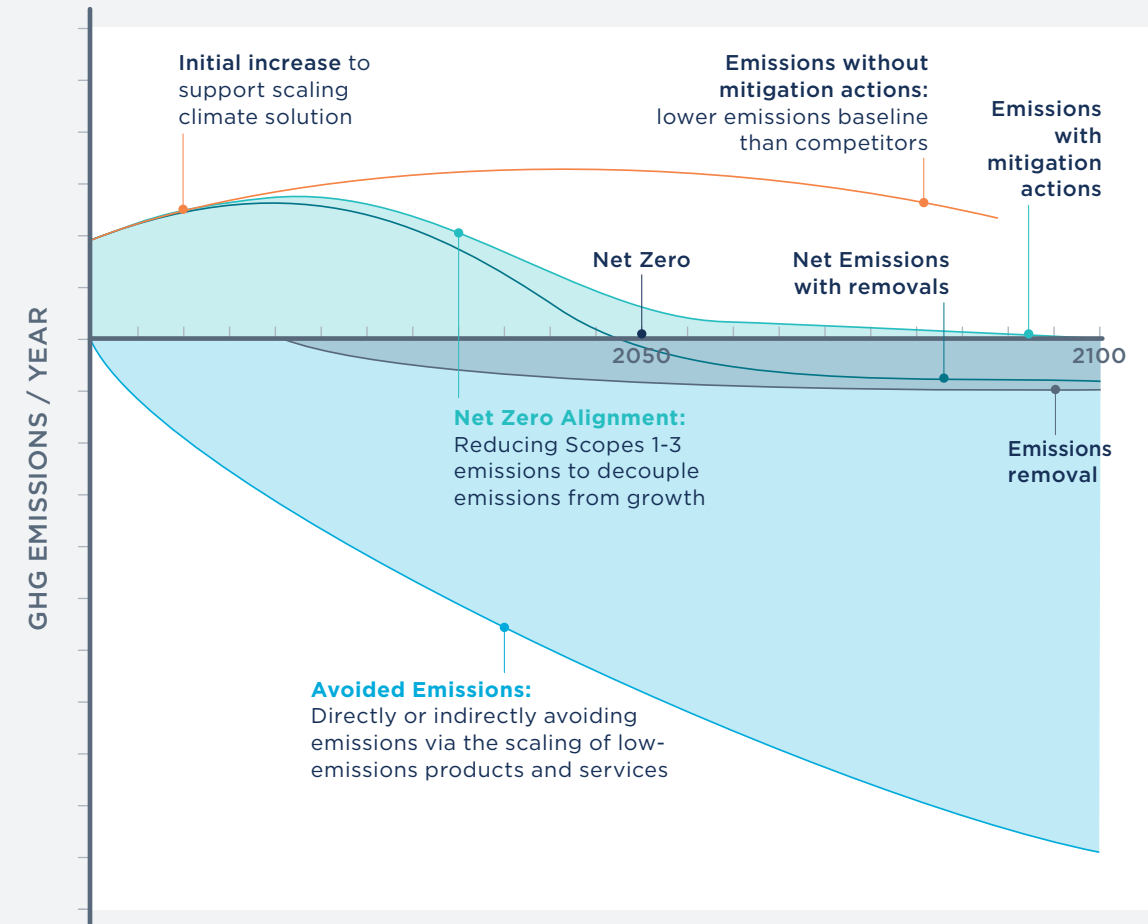 Initial increase to
support scaling
climate solution
Emissions without
mitigation actions:
lower emissions baseline
than competitors
Emissions
with
mitigation
actions
Net Zero
Net Emissions
with removals
2050
2100
Net Zero Alignment:
Reducing Scopes 1-3
emissions to decouple
emissions from growth
Emissions
removal
GHG EMISSIONS / YEAR
Avoided Emissions:
Directly or indirectly avoiding
emissions via the scaling of low-
emissions products and services